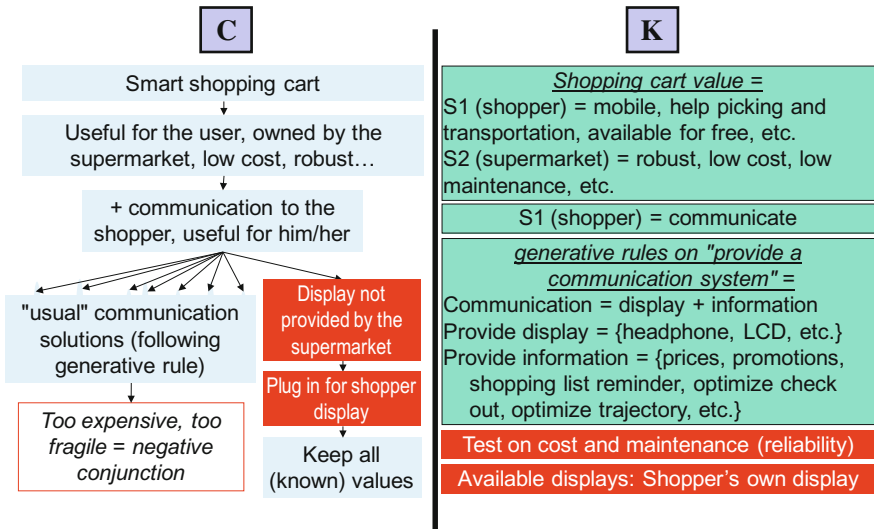 C
Smart shopping cart
Useful for the user, owned by the
supermarket, low cost, robust…
+ communication to the
shopper, useful for him/her
"usual" communication
solutions (following
generative rule)
Too expensive, too
fragile = negative
conjunction
Display not
provided by the
supermarket
Plug in for shopper
display
Keep all
(known) values
K
Shopping cart value =
S1 (shopper) = mobile, help picking and
transportation, available for free, etc.
S2 (supermarket) = robust, low cost, low
maintenance, etc.
S1 (shopper) = communicate
generative rules on "provide a
communication system" =
Communication = display + information
Provide display = {headphone, LCD, etc.}
Provide information = {prices, promotions,
shopping list reminder, optimize check
out, optimize trajectory, etc.}
Test on cost and maintenance (reliability)
Available displays: Shopper's own display